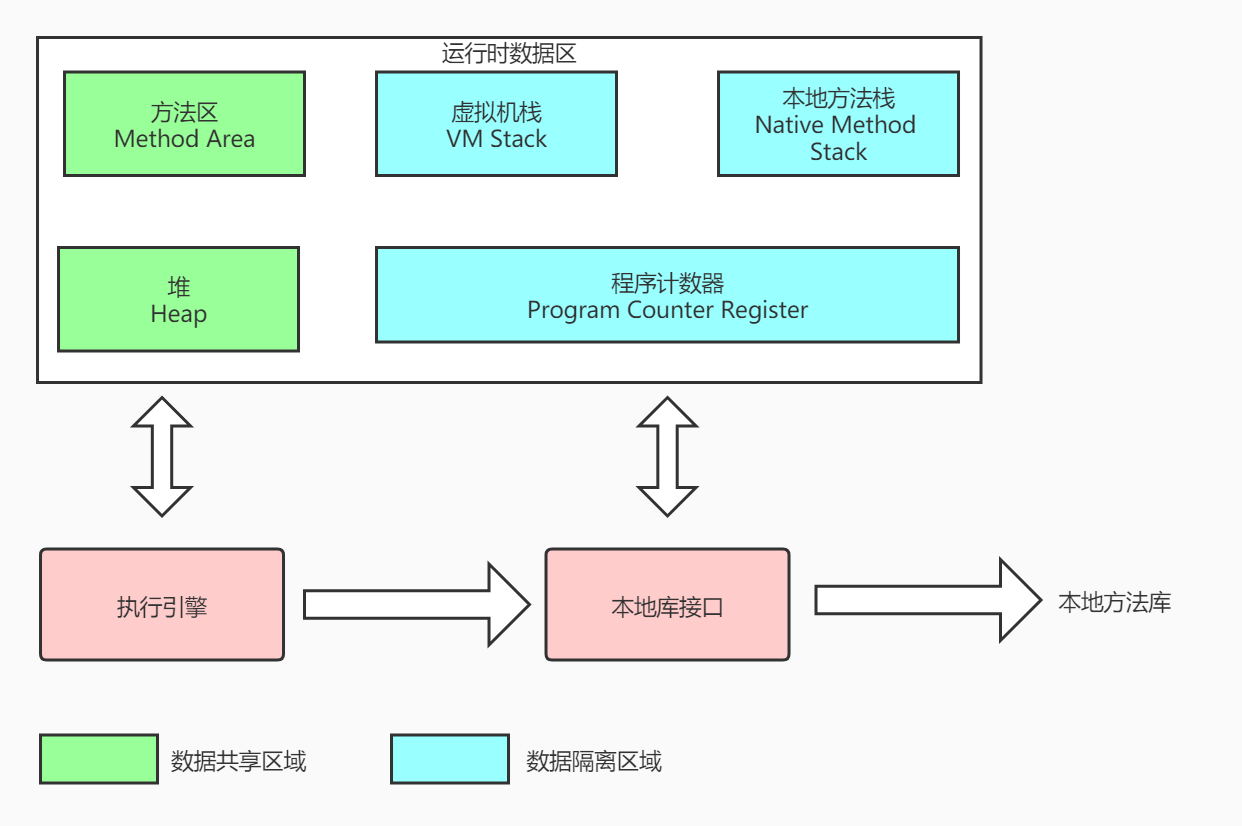 运行时数据区
方法区
Method Area
虚拟机栈
VM Stack
本地方法栈
Native Method
Stack
堆
Heap
程序计数器
Program Counter Register
执行引擎
本地库接口
本地方法库
数据共享区域
数据隔离区域